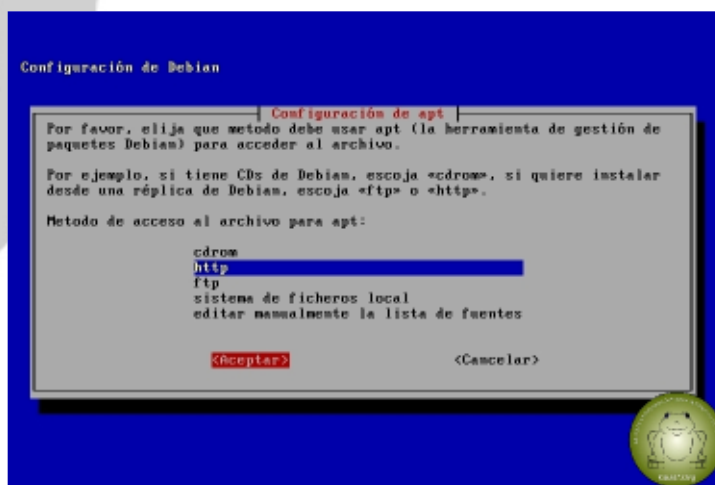 Configuración de Debian
Configuración de apt
Por favor, elija que metodo debe usar apt (la herramienta de gestión de
paquetes Debian) para acceder al archivo.
Por ejemplo, si tiene CDs de Debian, escoja «cdrom», si quiere instalar
desde una réplica de Debian, escoja «ftp» o «http».
Metodo de acceso al archivo para apt:
cdrom
http
ftp
sistema de ficheros local
editar manualmente la lista de fuentes
<Aceptar> <Cancelar>